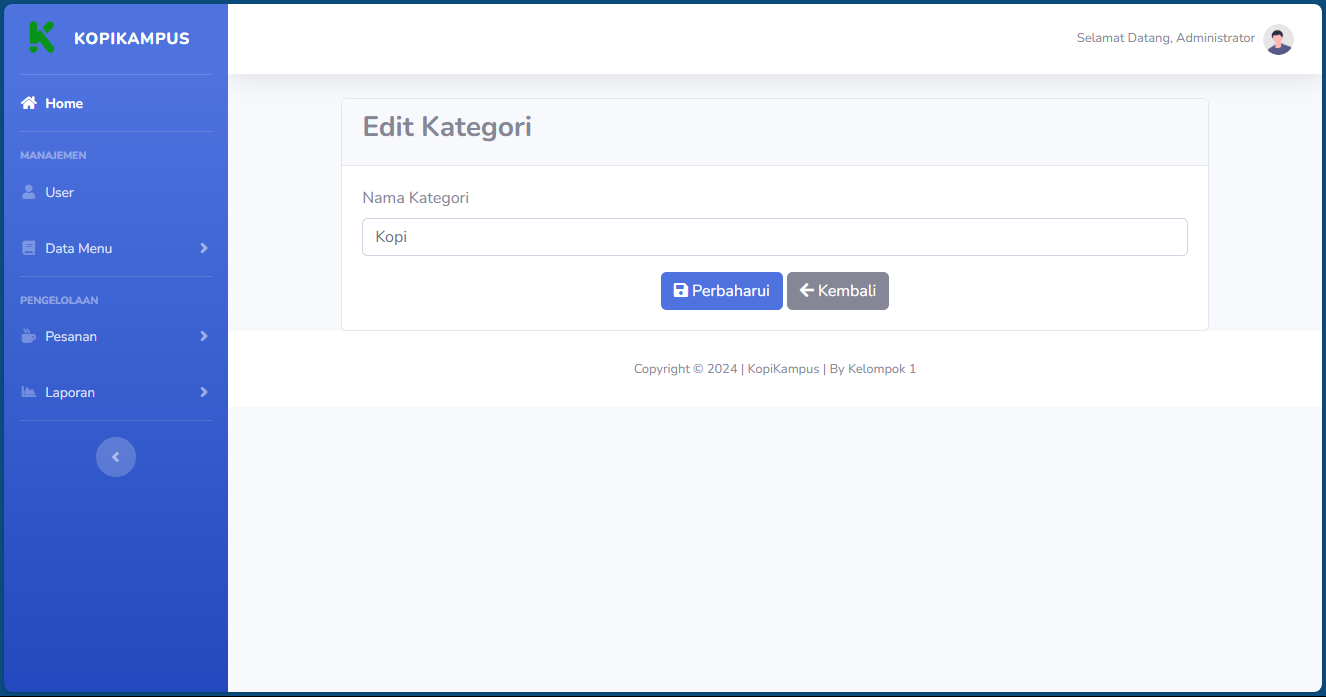 KOPIKAMPUS
Selamat Datang, Administrator
Home
MANAJEMEN
User
Data Menu
PENGELOLAAN
Pesanan
Laporan
Edit Kategori
Nama Kategori
Kopi
Perbaharui Kembali
Copyright © 2024 | KopiKampus | By Kelompok 1